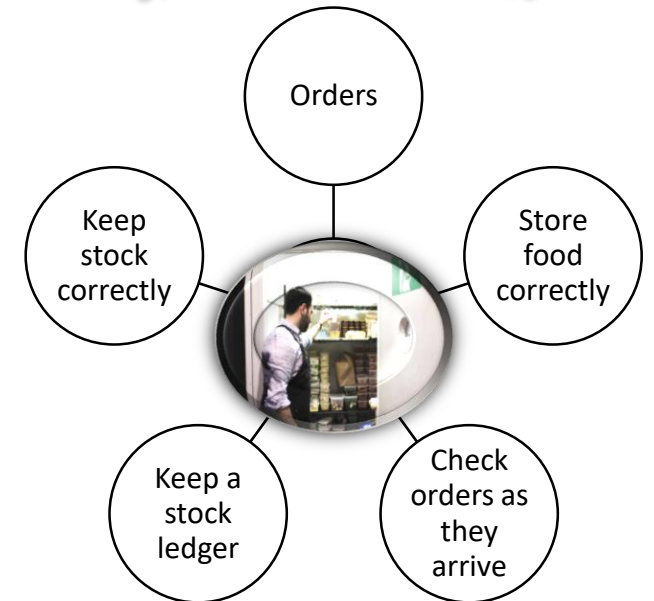 Orders
Store
food
correctly
Check
orders as
they
arrive
Keep a
stock
ledger
Keep
stock
correctly